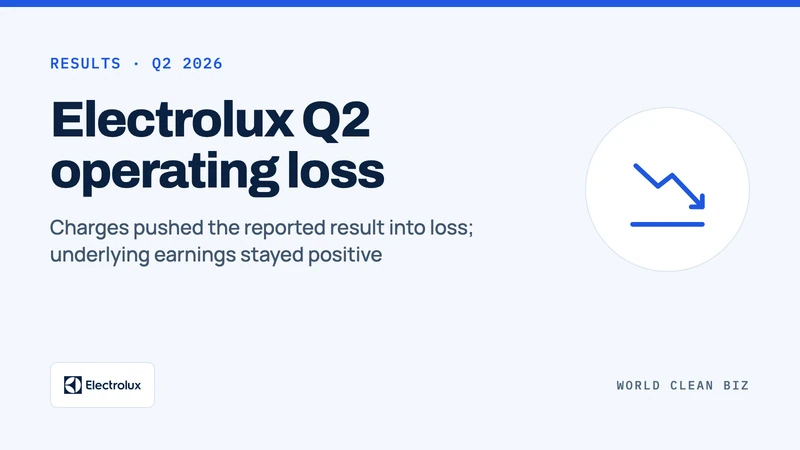 RESULTS · Q2 2026
Electrolux Q2
operating loss
Charges pushed the reported result into loss;
underlying earnings stayed positive
Electrolux
WORLD CLEAN BIZ